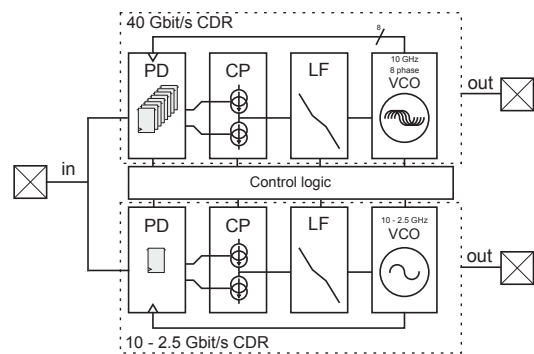 40 Gbit/s CDR
8
PD
CP
LF
10 GHz
8 phase
VCO
out
in
Control logic
PD
CP
LF
10 - 2.5 GHz
VCO
out
10 - 2.5 Gbit/s CDR